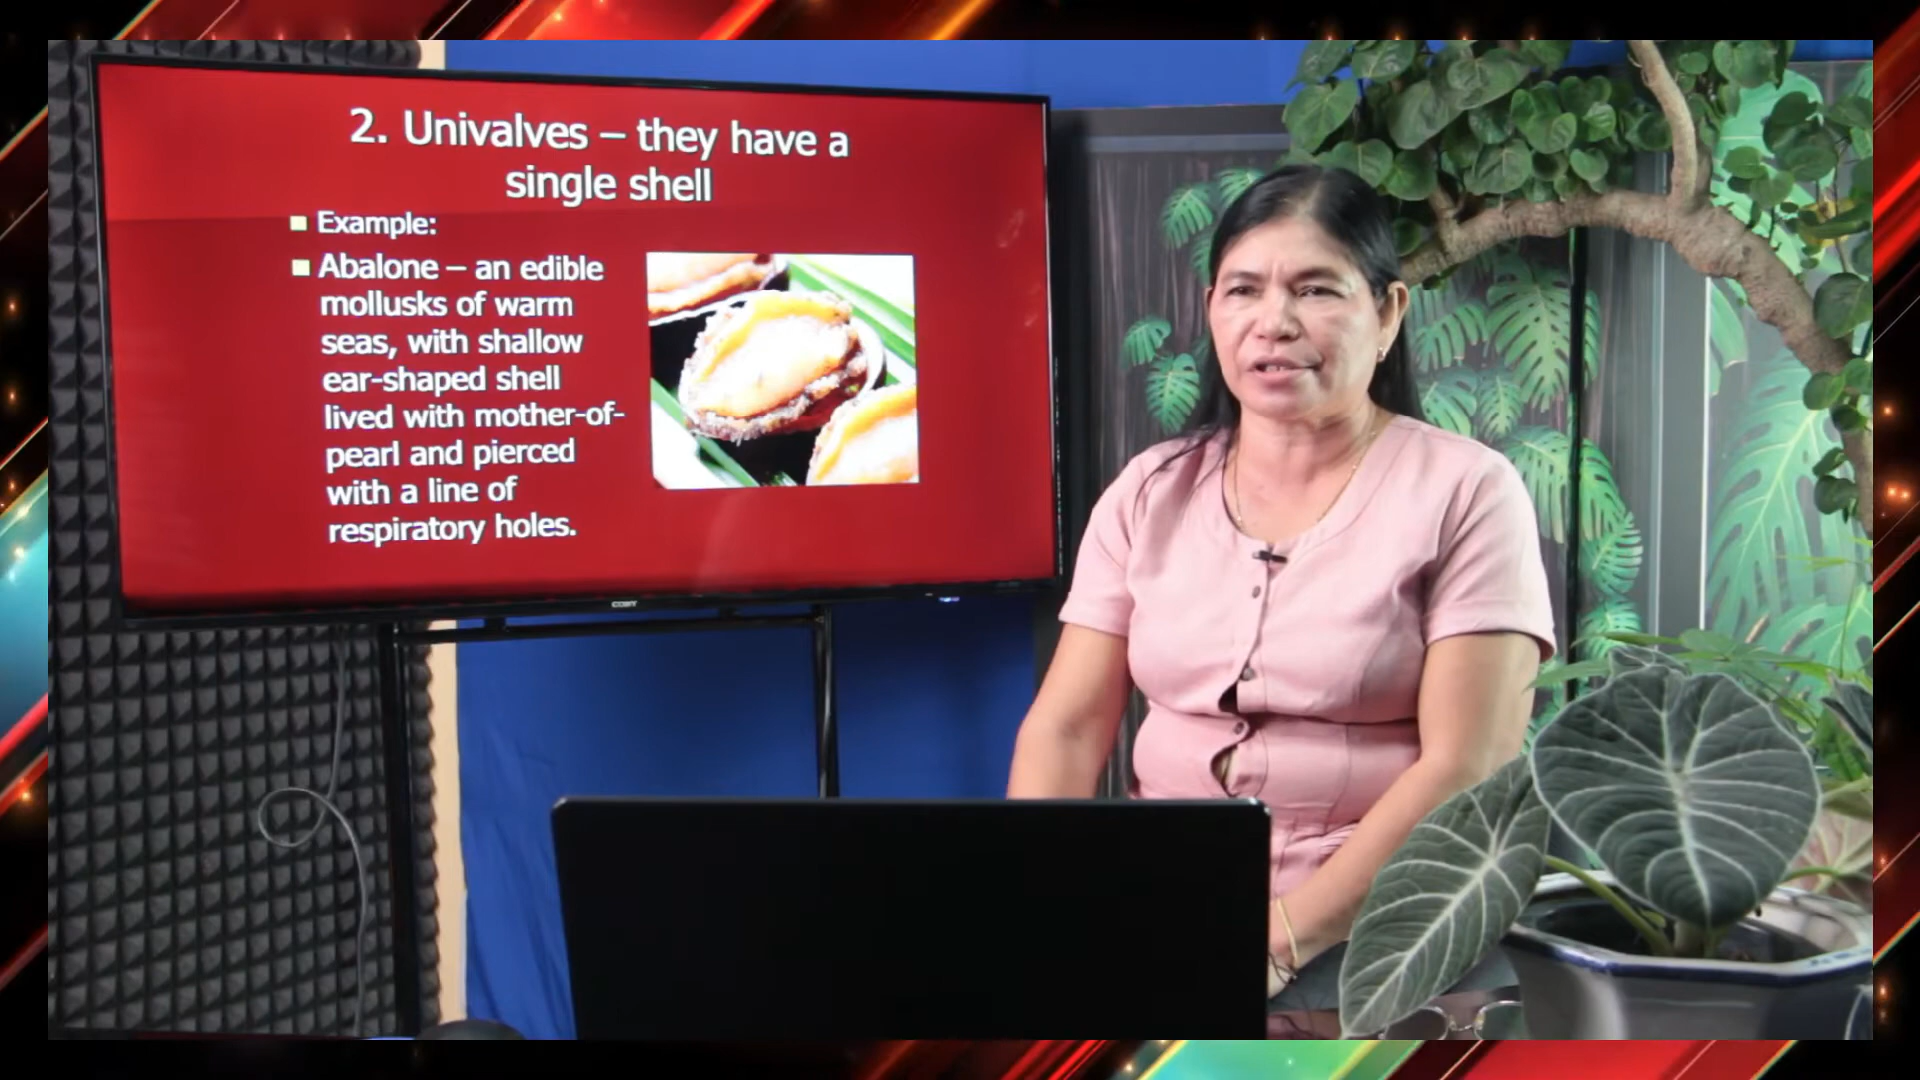 2. Univalves – they have a
single shell
Example:
Abalone – an edible
mollusks of warm
seas, with shallow
ear-shaped shell
lived with mother-of-
pearl and pierced
with a line of
respiratory holes.
COBY